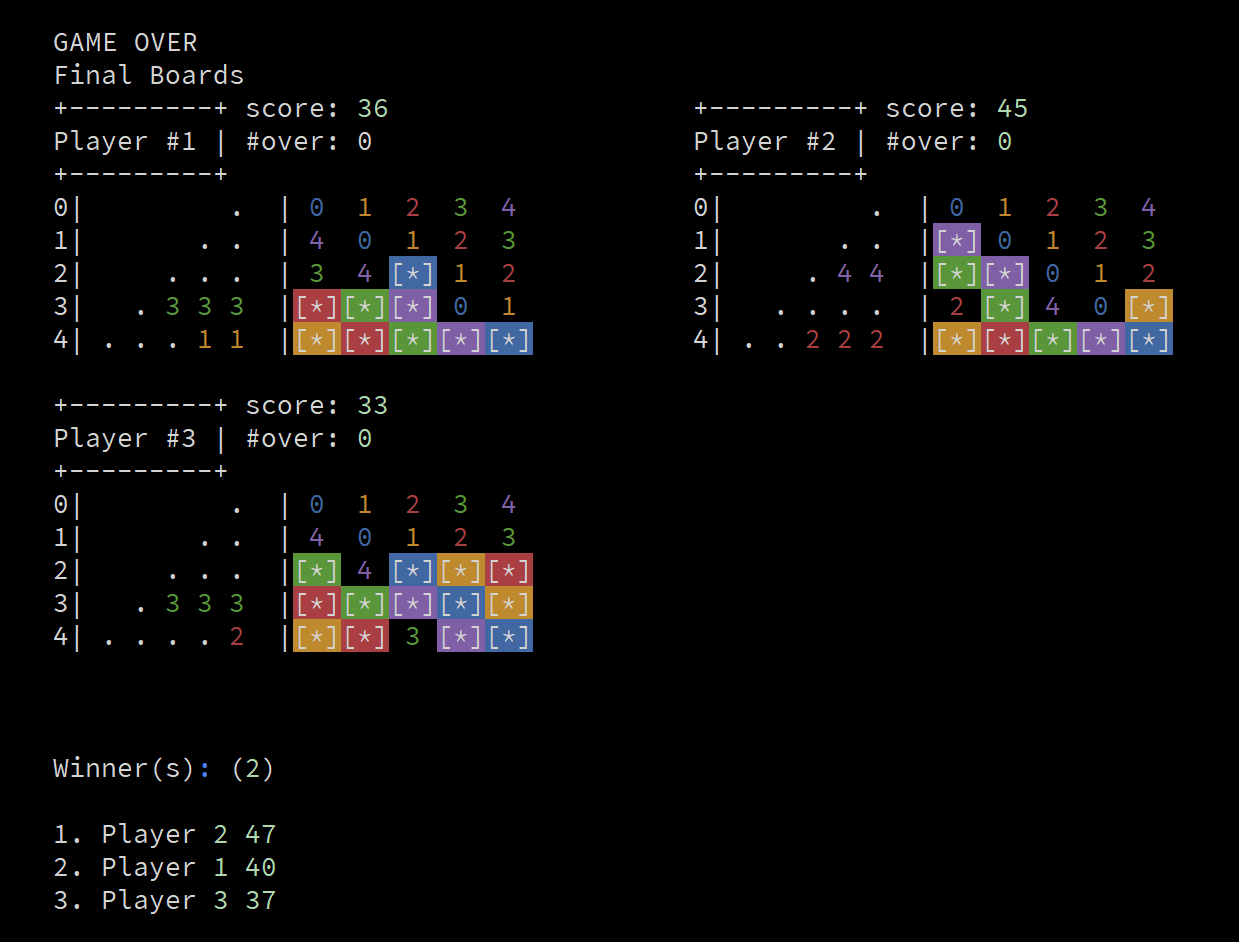 GAME OVER
Final Boards
+---------+ score: 36                   +---------+ score: 45
Player #1 | #over: 0                    Player #2 | #over: 0
+---------+                             +---------+
0|          .  | 0  1  2  3  4          0|          .  | 0  1  2  3  4
1|        . .  | 4  0  1  2  3          1|        . .  |[*] 0  1  2  3
2|      . . .  | 3  4 [*] 1  2          2|      . 4 4  |[*][*] 0  1  2
3|    . 3 3 3  |[*][*][*] 0  1          3|    . . . .  | 2 [*] 4  0 [*]
4| . . . 1 1   |[*][*][*][*][*]         4| . . 2 2 2   |[*][*][*][*][*]
+---------+ score: 33
Player #3 | #over: 0
+---------+
0|          .  | 0  1  2  3  4
1|        . .  | 4  0  1  2  3
2|      . . .  |[*] 4 [*][*][*]
3|    . 3 3 3  |[*][*][*][*][*]
4| . . . . 2   |[*][*] 3 [*][*]
Winner(s): (2)
1. Player 2 47
2. Player 1 40
3. Player 3 37